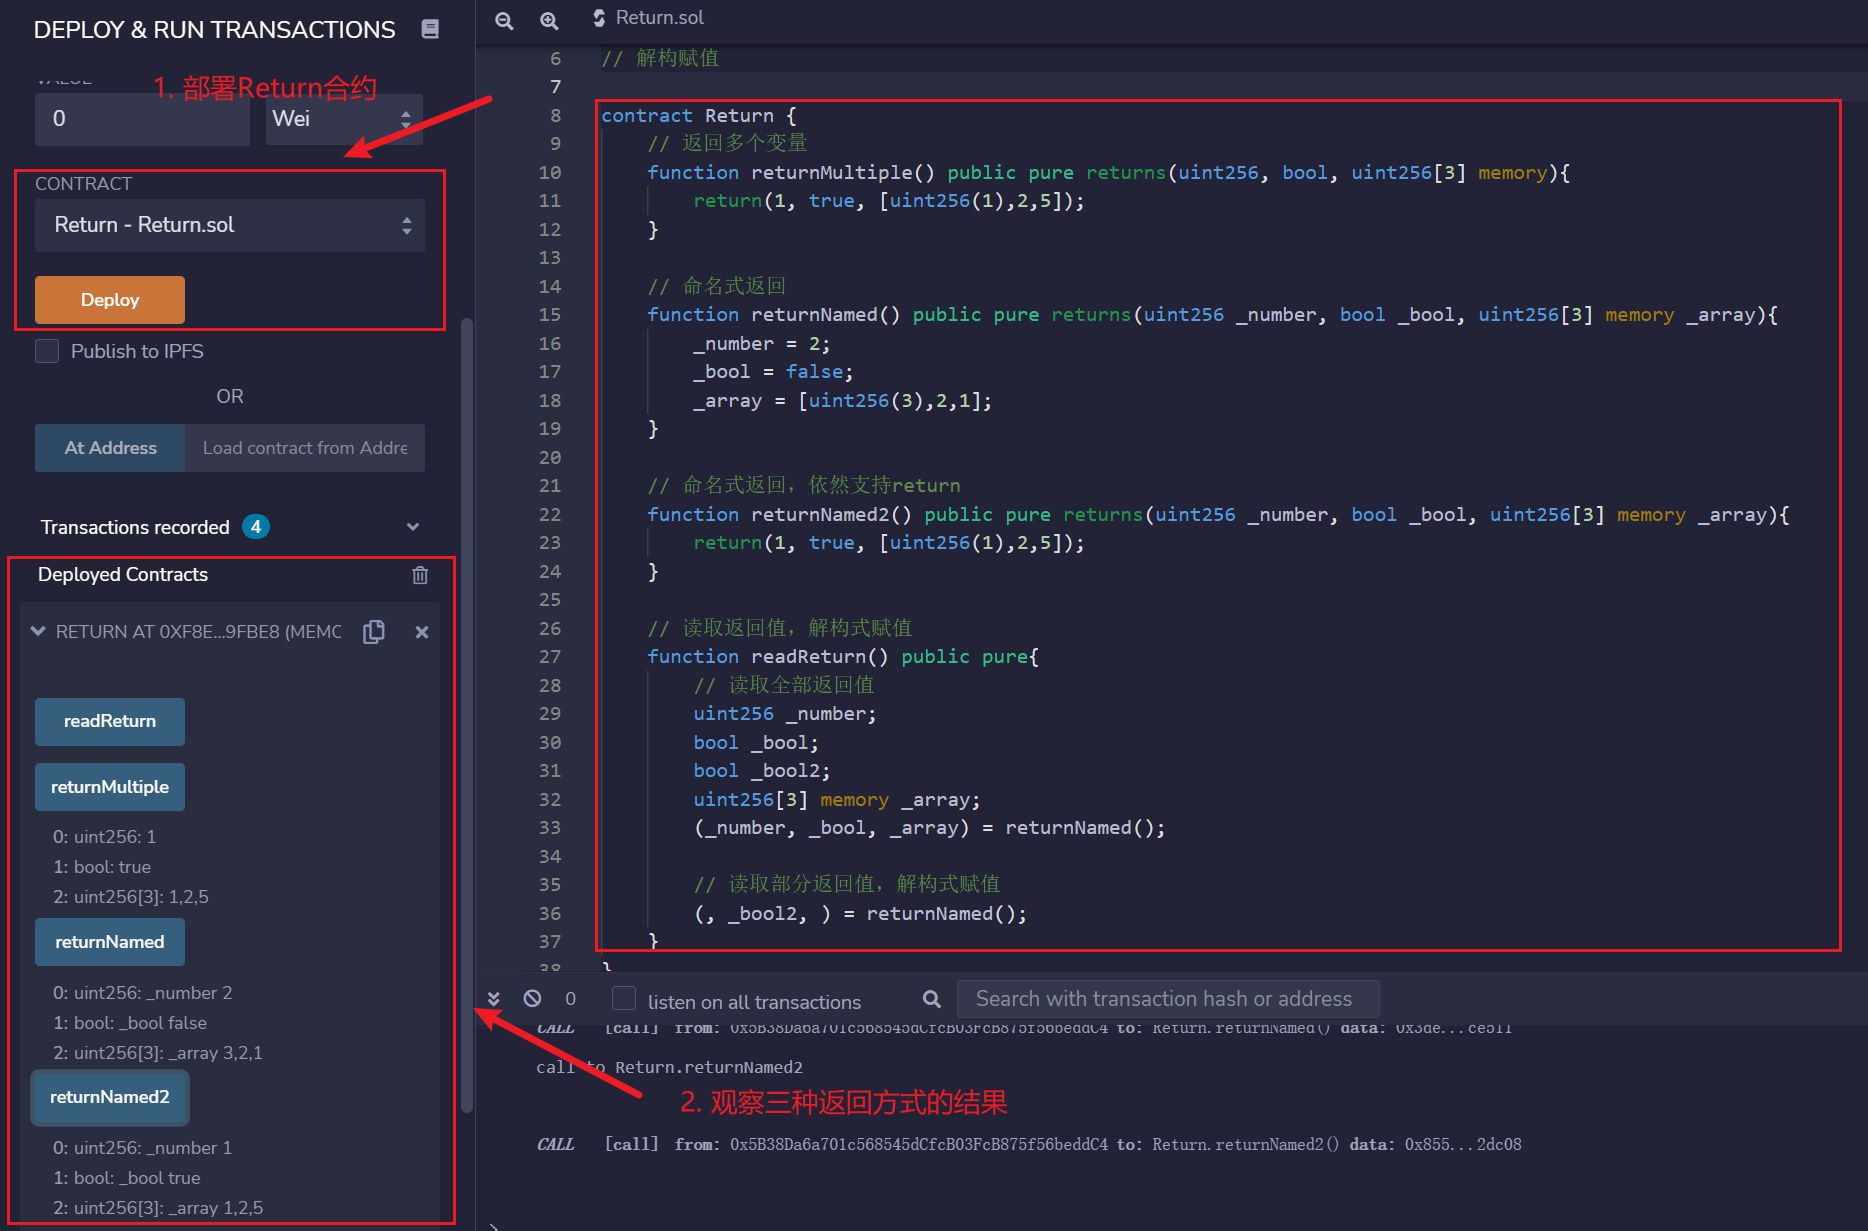 DEPLOY & RUN TRANSACTIONS
VALUE
1. 部署Return合约
0
Wei
CONTRACT
Return - Return.sol
Deploy
Publish to IPFS
OR
At Address
Load contract from Addre
Transactions recorded 4
Deployed Contracts
RETURN AT 0XF8E...9FBE8 (MEMC
readReturn
returnMultiple
0: uint256: 1
1: bool: true
2: uint256[3]: 1,2,5
returnNamed
0: uint256: _number 2
1: bool: _bool false
2: uint256[3]: _array 3,2,1
returnNamed2
0: uint256: _number 1
1: bool: _bool true
2: uint256[3]: _array 1,2,5
Return.sol
6 // 解构赋值
7
8 contract Return {
9 // 返回多个变量
10 function returnMultiple() public pure returns(uint256, bool, uint256[3] memory){
11 return(1, true, [uint256(1),2,5]);
12 }
13
14 // 命名式返回
15 function returnNamed() public pure returns(uint256 _number, bool _bool, uint256[3] memory _array){
16 _number = 2;
17 _bool = false;
18 _array = [uint256(3),2,1];
19 }
20
21 // 命名式返回，依然支持return
22 function returnNamed2() public pure returns(uint256 _number, bool _bool, uint256[3] memory _array){
23 return(1, true, [uint256(1),2,5]);
24 }
25
26 // 读取返回值，解构式赋值
27 function readReturn() public pure{
28 // 读取全部返回值
29 uint256 _number;
30 bool _bool;
31 bool _bool2;
32 uint256[3] memory _array;
33 (_number, _bool, _array) = returnNamed();
34
35 // 读取部分返回值，解构式赋值
36 (, _bool2, ) = returnNamed();
37 }
38 }
0
listen on all transactions
Search with transaction hash or address
CALL [call] from: 0x5B38Da6a701c568545dCfcB03FcB875f56beddC4 to: Return.returnNamed() data: 0x3de...ce511
call to Return.returnNamed2
2. 观察三种返回方式的结果
CALL [call] from: 0x5B38Da6a701c568545dCfcB03FcB875f56beddC4 to: Return.returnNamed2() data: 0x855...2dc08
>